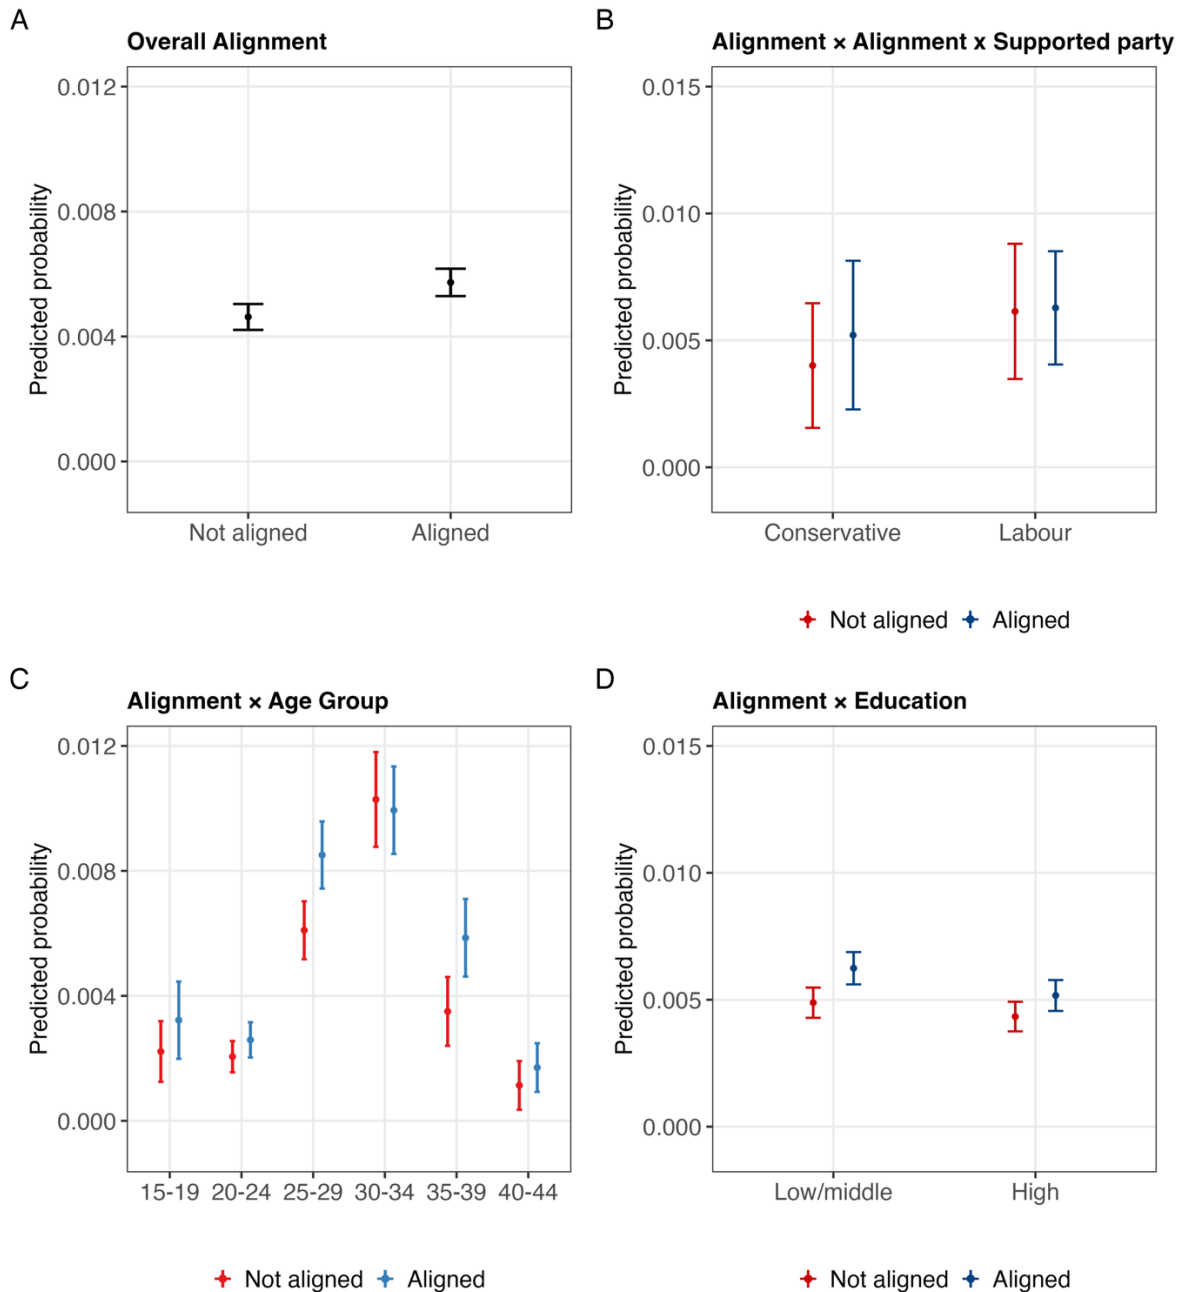 A
Overall Alignment
Predicted probability
0.012
0.008
0.004
0.000
Not aligned Aligned
B
Alignment × Alignment x Supported party
Predicted probability
0.015
0.010
0.005
0.000
Conservative Labour
Not aligned Aligned
C
Alignment × Age Group
Predicted probability
0.012
0.008
0.004
0.000
15-19 20-24 25-29 30-34 35-39 40-44
Not aligned Aligned
D
Alignment × Education
Predicted probability
0.015
0.010
0.005
0.000
Low/middle High
Not aligned Aligned